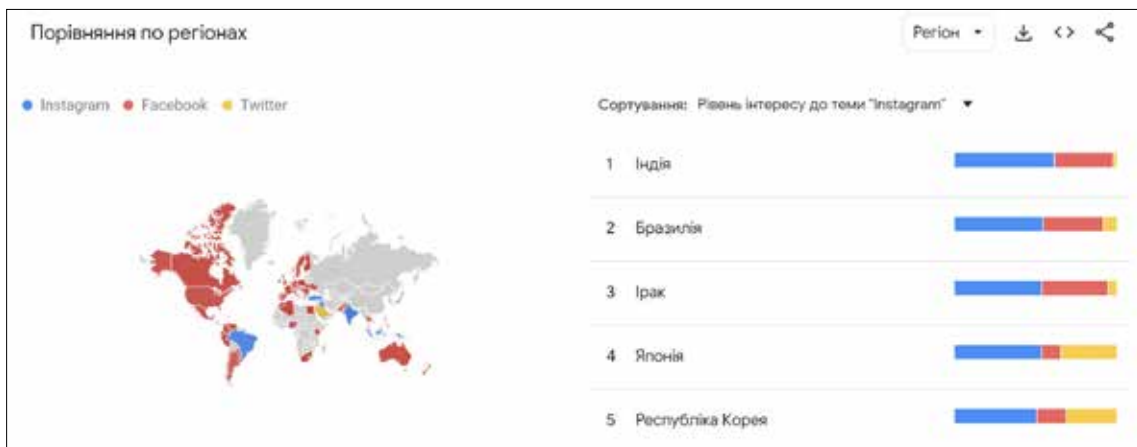 Порівняння по регіонах
Регіон
Instagram Facebook Twitter
Сортування: Рівень інтересу до теми "Instagram"
1 Індія
2 Бразилія
3 Ірак
4 Японія
5 Республіка Корея